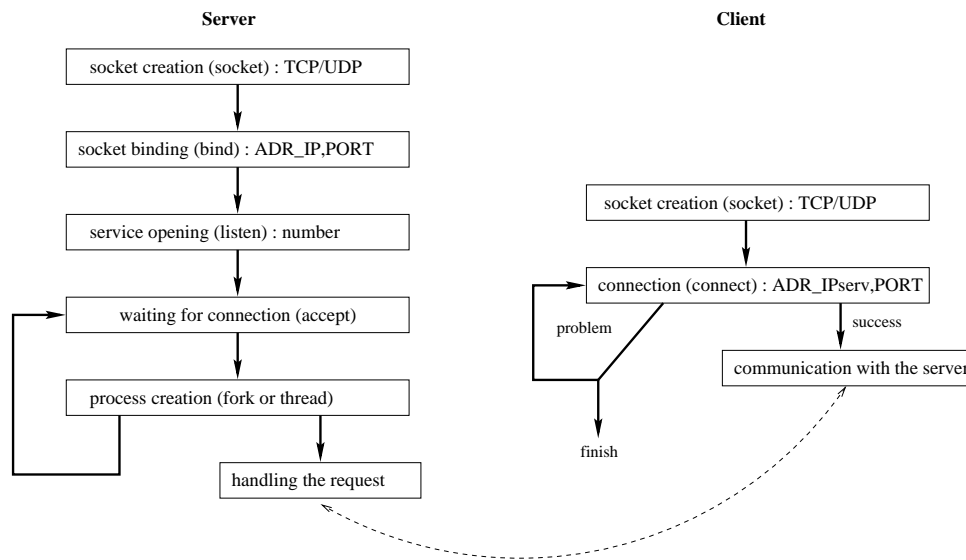 Server
socket creation (socket) : TCP/UDP
socket binding (bind) : ADR_IP,PORT
service opening (listen) : number
waiting for connection (accept)
process creation (fork or thread)
handling the request
Client
socket creation (socket) : TCP/UDP
connection (connect) : ADR_IPserv,PORT
problem
success
communication with the server
finish